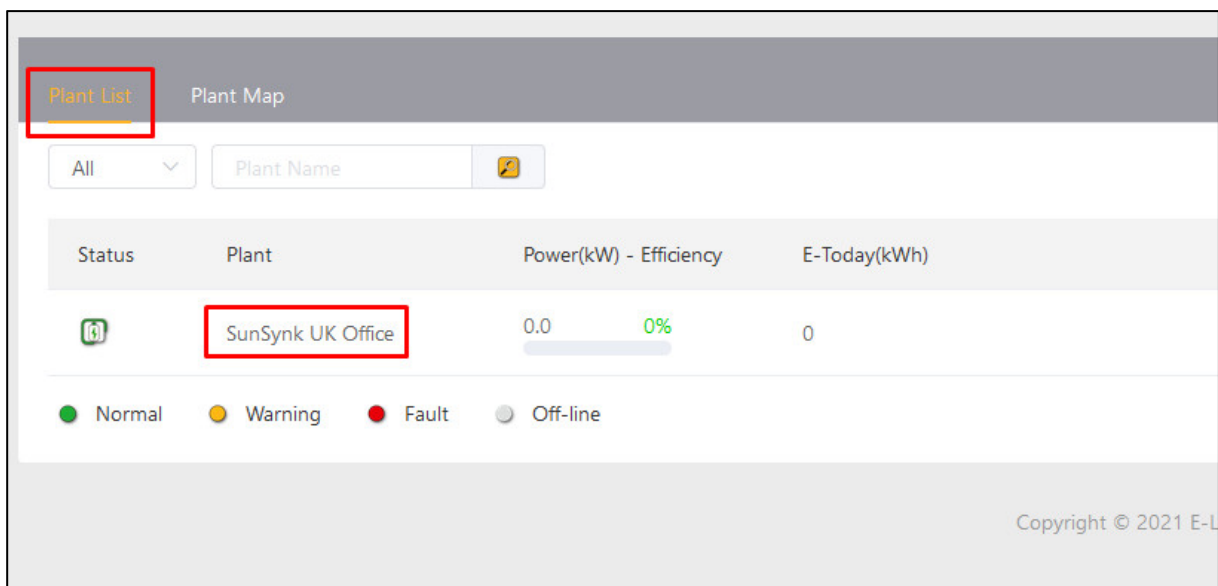 Plant List Plant Map
All Plant Name
Status Plant Power(kW) - Efficiency E-Today(kWh)
SunSynk UK Office 0.0 0% 0
Normal Warning Fault Off-line
Copyright © 2021 E-L